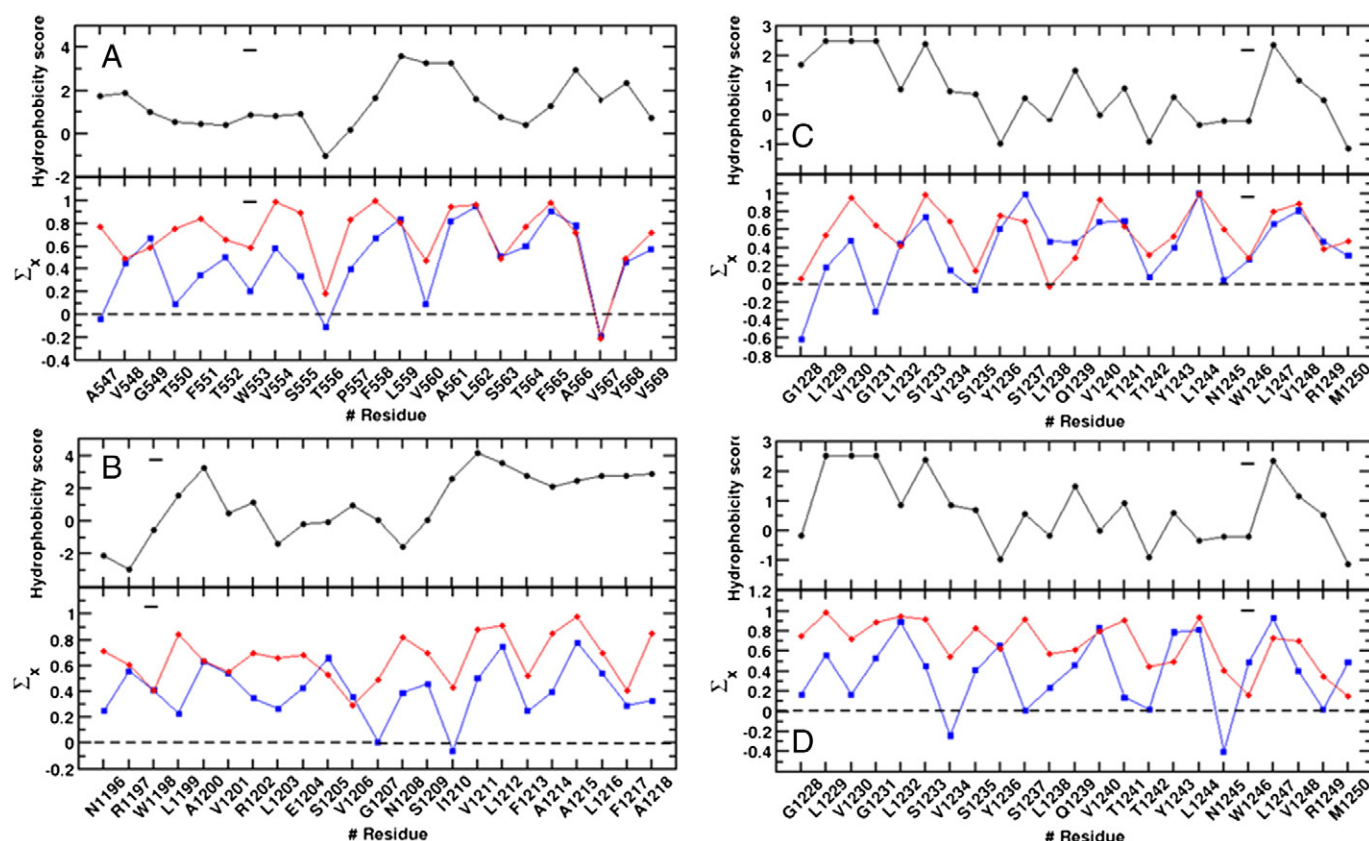 A
Hydrophobicity score
4
2
0
-2
Σx
1
0.8
0.6
0.4
0.2
0
-0.2
-0.4
A547 V548 G549 T550 F551 T552 W553 V554 S555 T556 P557 F558 L559 V560 A561 L562 S563 T564 F565 A566 V567 Y568 V569
# Residue
C
Hydrophobicity score
3
2
1
0
-1
Σx
1
0.8
0.6
0.4
0.2
0
-0.2
-0.4
-0.6
-0.8
G1228 L1229 V1230 G1231 L1232 S1233 V1234 S1235 Y1236 S1237 L1238 Q1239 V1240 T1241 T1242 Y1243 L1244 N1245 W1246 L1247 V1248 R1249 M1250
# Residue
B
Hydrophobicity score
4
2
0
-2
Σx
1
0.8
0.6
0.4
0.2
0
-0.2
N1196 R1197 W1198 L1199 A1200 V1201 R1202 L1203 E1204 S1205 V1206 G1207 N1208 S1209 I1210 V1211 L1212 F1213 A1214 A1215 L1216 F1217 A1218
# Residue
Hydrophobicity score
3
2
1
0
-1
D
Σx
1.2
1
0.8
0.6
0.4
0.2
0
-0.2
-0.4
G1228 L1229 V1230 G1231 L1232 S1233 V1234 S1235 Y1236 S1237 L1238 Q1239 V1240 T1241 T1242 Y1243 L1244 N1245 W1246 L1247 V1248 R1249 M1250
# Residue